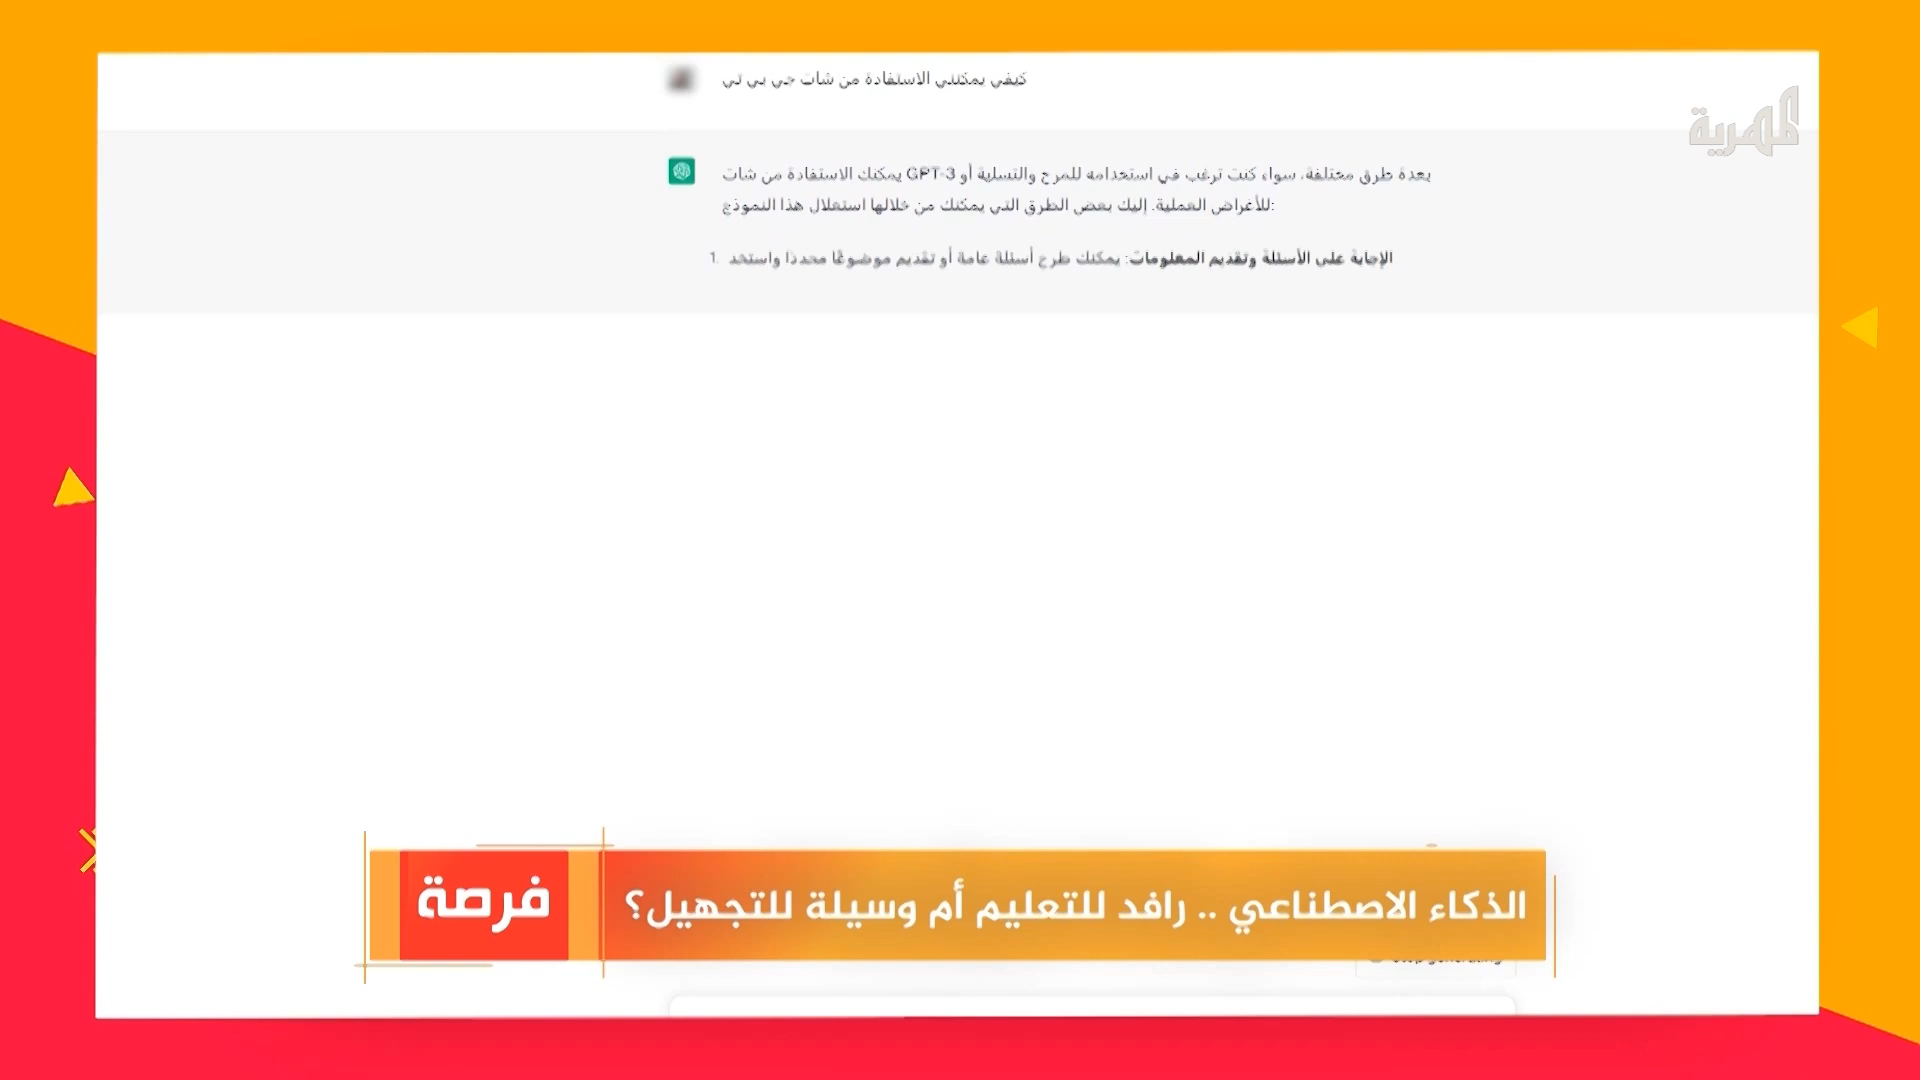 كيفي يمكنني الاستفادة من شات جي بي تي
المهرية
بعدة طرق مختلفة، سواء كنت ترغب في استخدامه للمرح والتسلية أو GPT-3 يمكنك الاستفادة من شات
للأغراض العملية. إليك بعض الطرق التي يمكنك من خلالها استغلال هذا النموذج:
1. الإجابة على الأسئلة وتقديم المعلومات: يمكنك طرح أسئلة عامة أو تقديم موضوعًا محددا واستخد
الذكاء الاصطناعي .. رافد للتعليم أم وسيلة للتجهيل؟
فرصة